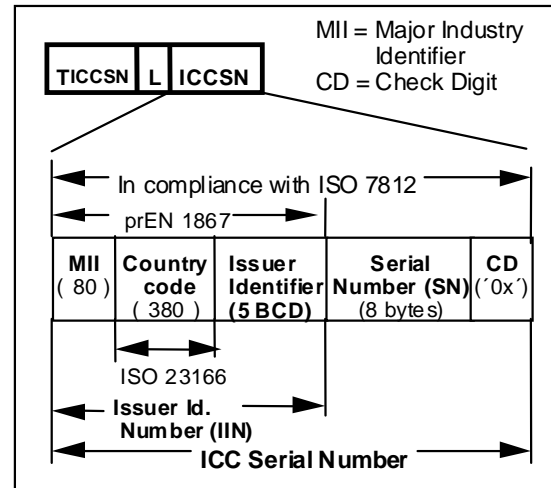 MII = Major Industry
Identifier
CD = Check Digit
TICCSN L ICCSN
In compliance with ISO 7812
prEN 1867
MII Country Issuer Serial CD
( 80 ) code Identifier Number (SN) (´0x´)
( 380 ) (5 BCD) (8 bytes)
ISO 23166
Issuer Id.
Number (IIN)
ICC Serial Number